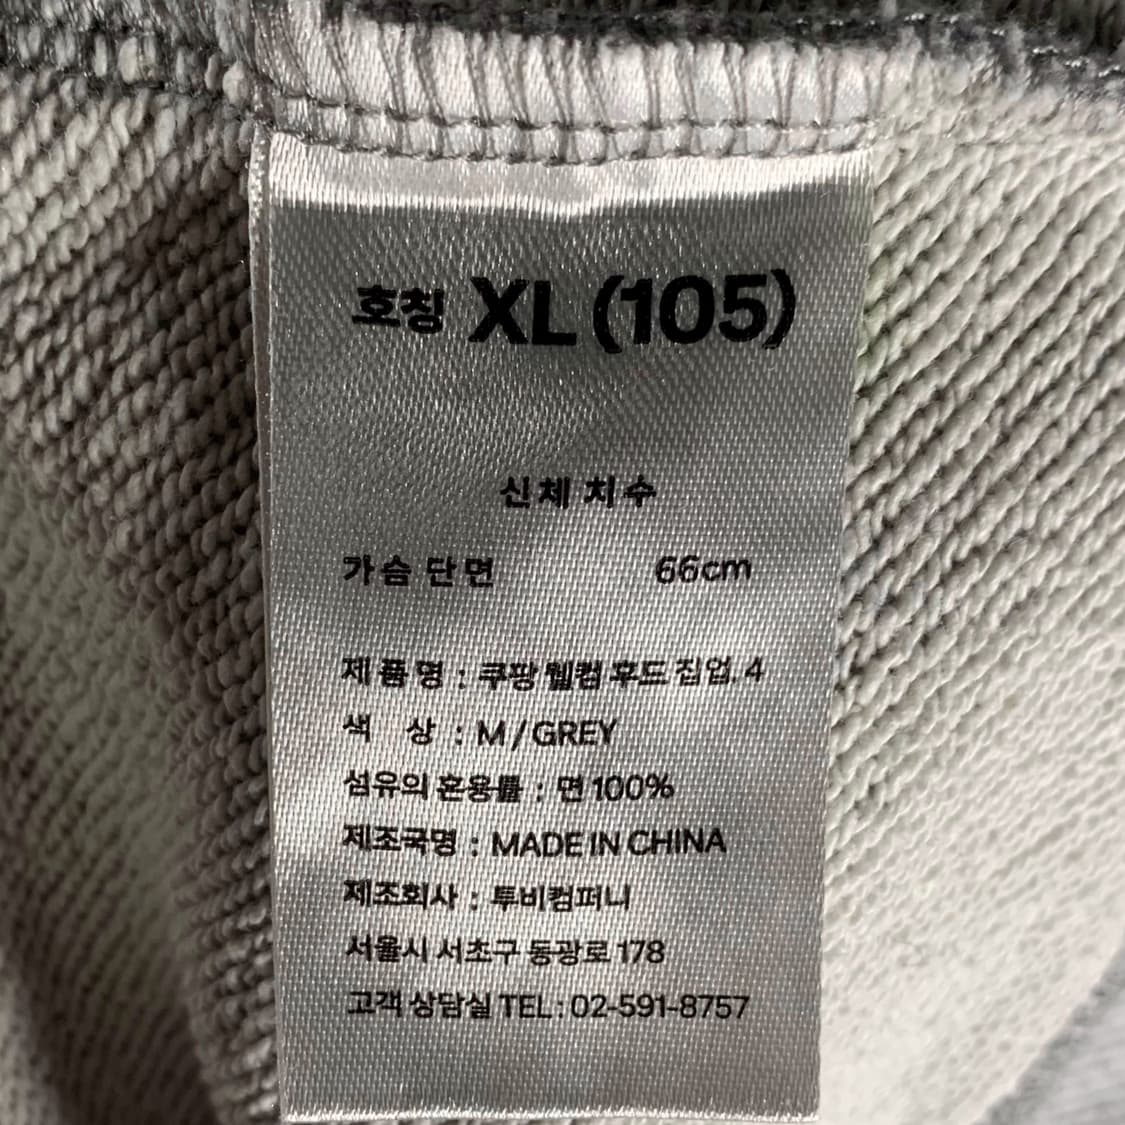 호칭 XL (105)
신체 치수
가슴 단면 66cm
제 품 명 : 쿠팡 웰컴 후드 집업. 4
색 상 : M/GREY
섬유의 혼용률 : 면 100%
제조국명 : MADE IN CHINA
제조회사 : 투비컴퍼니
서울시 서초구 동광로 178
고객 상담실 TEL : 02-591-8757